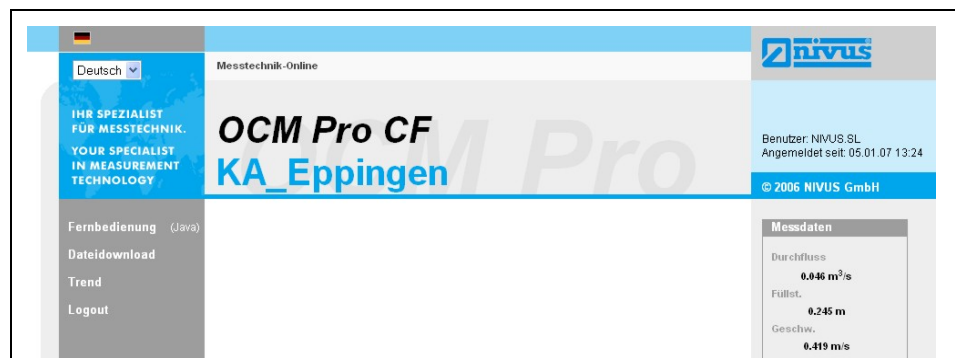 Deutsch
IHR SPEZIALIST
FÜR MESSTECHNIK.
YOUR SPECIALIST
IN MEASUREMENT
TECHNOLOGY
Fernbedienung (Java)
Dateidownload
Trend
Logout
Messtechnik-Online
OCM Pro
OCM Pro CF
KA_Eppingen
nivus
Benutzer: NIVUS.SL
Angemeldet seit: 05.01.07 13:24
© 2006 NIVUS GmbH
Messdaten
Durchfluss
0.046 m³/s
Füllst.
0.245 m
Geschw.
0.419 m/s